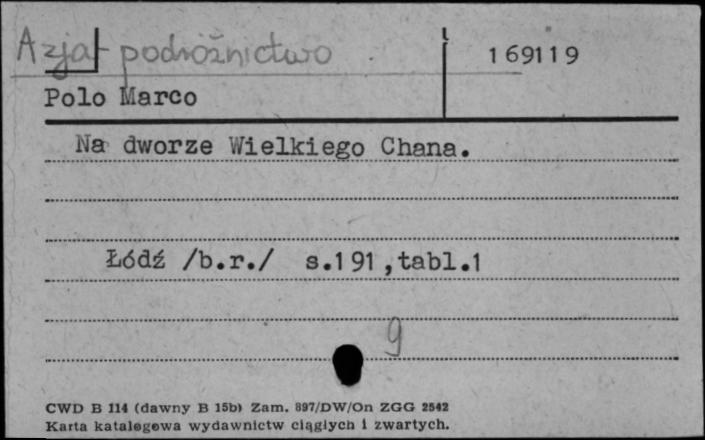 Azja - podróżnictwo
169119
Polo Marco
Na dworze Wielkiego Chana.
Łódź /b.r./ s.191,tabl.1
9
CWD B 114 (dawny B 15b) Zam. 897/DW/On ZGG 2542
Karta katalogowa wydawnictw ciągłych i zwartych.